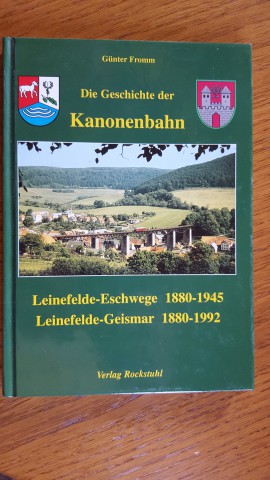 Günter Fromm
Die Geschichte der
Kanonenbahn
Leinefelde-Eschwege 1880-1945
Leinefelde-Geismar 1880-1992
Verlag Rockstuhl